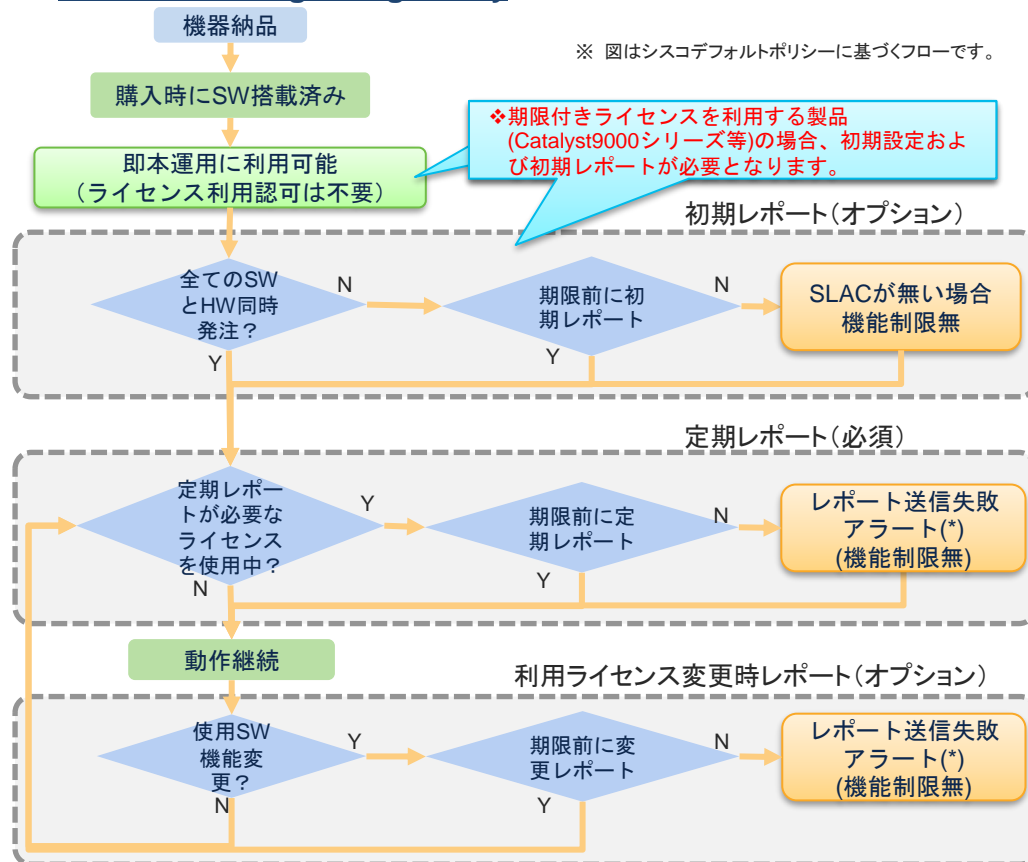 機器納品
※ 図はシスコデフォルトポリシーに基づくフローです。
購入時にSW搭載済み
❖期限付きライセンスを利用する製品
(Catalyst9000シリーズ等)の場合、初期設定およ
び初期レポートが必要となります。
即本運用に利用可能
（ライセンス利用認可は不要）
初期レポート（オプション）
全てのSW
とHW同時
発注？
N
期限前に初
期レポート
N
SLACが無い場合
機能制限無
Y
Y
定期レポート（必須）
定期レポー
トが必要な
ライセンス
を使用中？
Y
期限前に定
期レポート
N
レポート送信失敗
アラート(*)
(機能制限無)
N
Y
動作継続
利用ライセンス変更時レポート（オプション）
使用SW
機能変
更？
Y
期限前に変
更レポート
N
レポート送信失敗
アラート(*)
(機能制限無)
N
Y